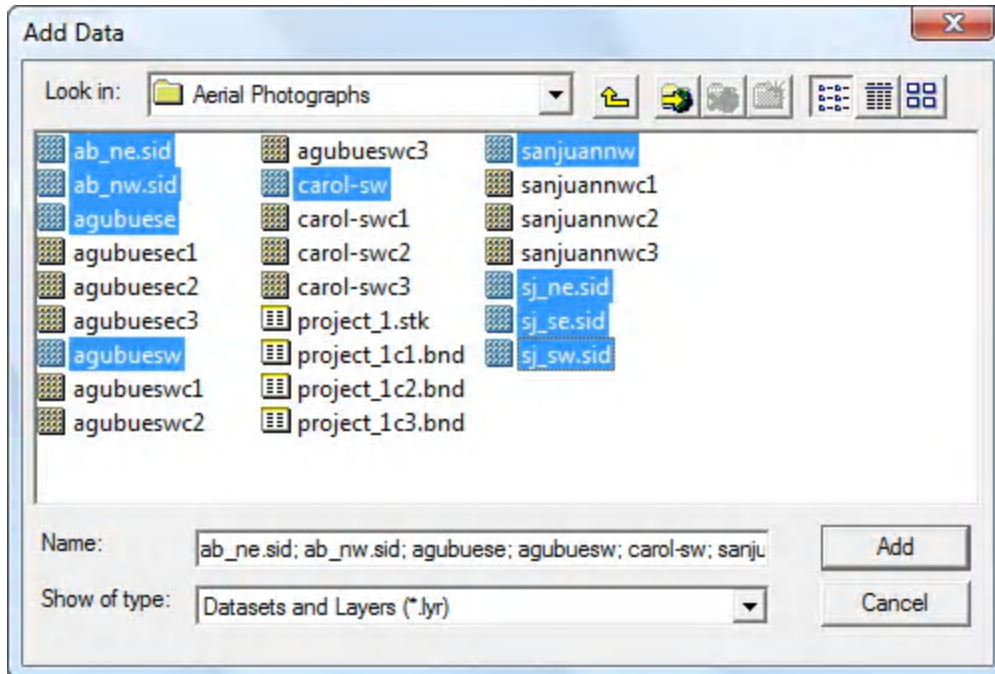 Add Data
Look in: Aerial Photographs
ab_ne.sid
ab_nw.sid
agubuese
agubuesec1
agubuesec2
agubuesec3
agubuesw
agubueswc1
agubueswc2
agubueswc3
carol-sw
carol-swc1
carol-swc2
carol-swc3
project_1.stk
project_1c1.bnd
project_1c2.bnd
project_1c3.bnd
sanjuannw
sanjuannwc1
sanjuannwc2
sanjuannwc3
sj_ne.sid
sj_se.sid
sj_sw.sid
Name: ab_ne.sid; ab_nw.sid; agubuese; agubuesw; carol-sw; sanju
Add
Show of type: Datasets and Layers (*.lyr)
Cancel